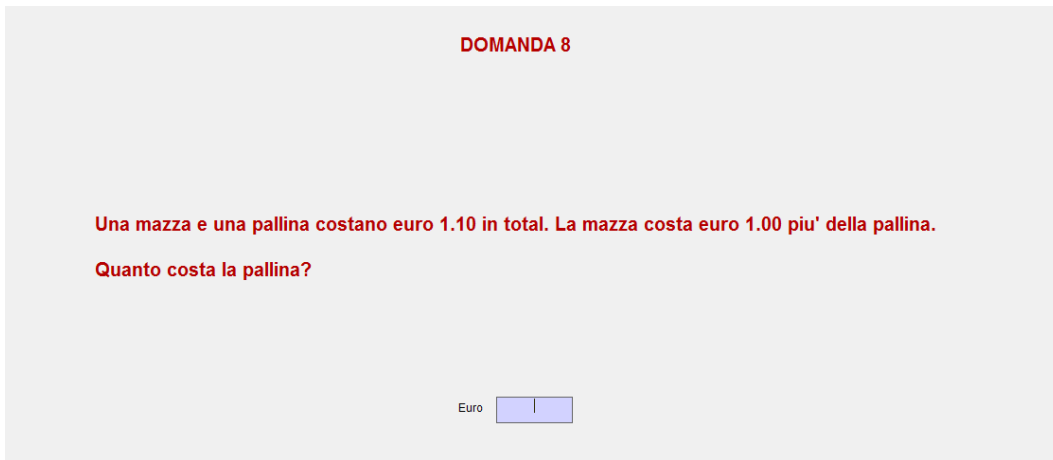 DOMANDA 8
Una mazza e una pallina costano euro 1.10 in total. La mazza costa euro 1.00 piu' della pallina.
Quanto costa la pallina?
Euro